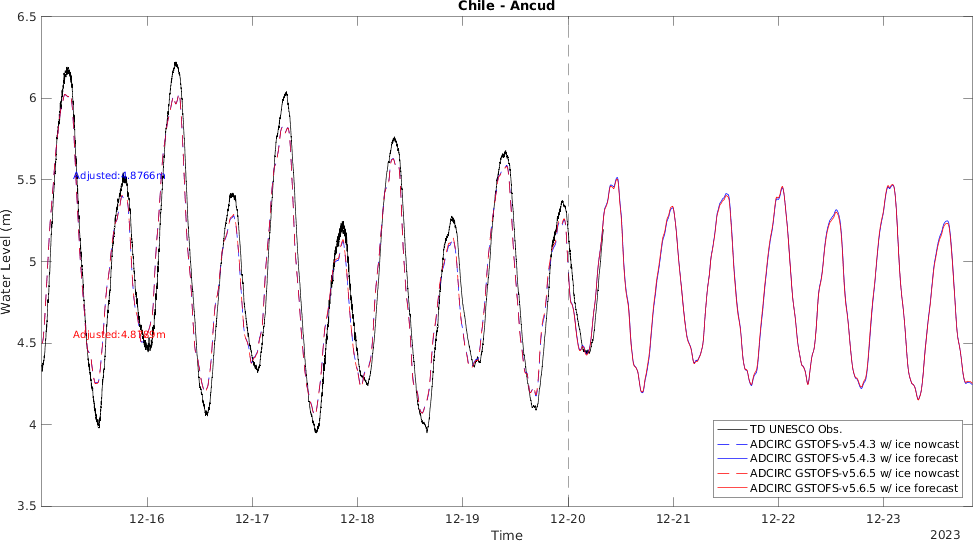 Chile - Ancud
6.5
6
5.5
5
4.5
4
3.5
Water Level (m)
Adjusted:4.8766m
Adjusted:4.8789m
12-16
12-17
12-18
12-19
12-20
12-21
12-22
12-23
Time
2023
TD UNESCO Obs.
ADCIRC GSTOFS-v5.4.3 w/ ice nowcast
ADCIRC GSTOFS-v5.4.3 w/ ice forecast
ADCIRC GSTOFS-v5.6.5 w/ ice nowcast
ADCIRC GSTOFS-v5.6.5 w/ ice forecast